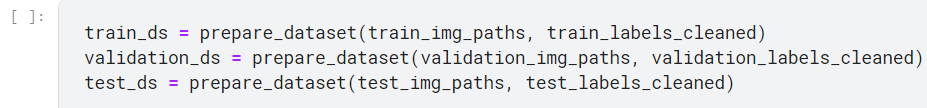 [ ]:
train_ds = prepare_dataset(train_img_paths, train_labels_cleaned)
validation_ds = prepare_dataset(validation_img_paths, validation_labels_cleaned)
test_ds = prepare_dataset(test_img_paths, test_labels_cleaned)